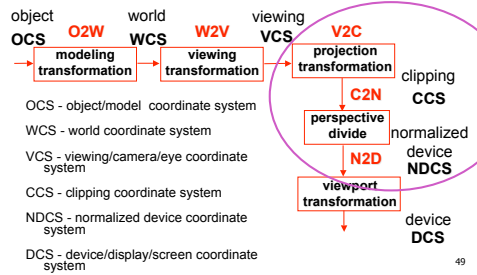 object world viewing
OCS O2W WCS W2V VCS V2C
modeling transformation
viewing transformation
projection transformation
clipping
CCS
C2N
perspective divide
normalized device
NDCS
N2D
viewport transformation
device
DCS
OCS - object/model coordinate system
WCS - world coordinate system
VCS - viewing/camera/eye coordinate
system
CCS - clipping coordinate system
NDCS - normalized device coordinate
system
DCS - device/display/screen coordinate
system
49